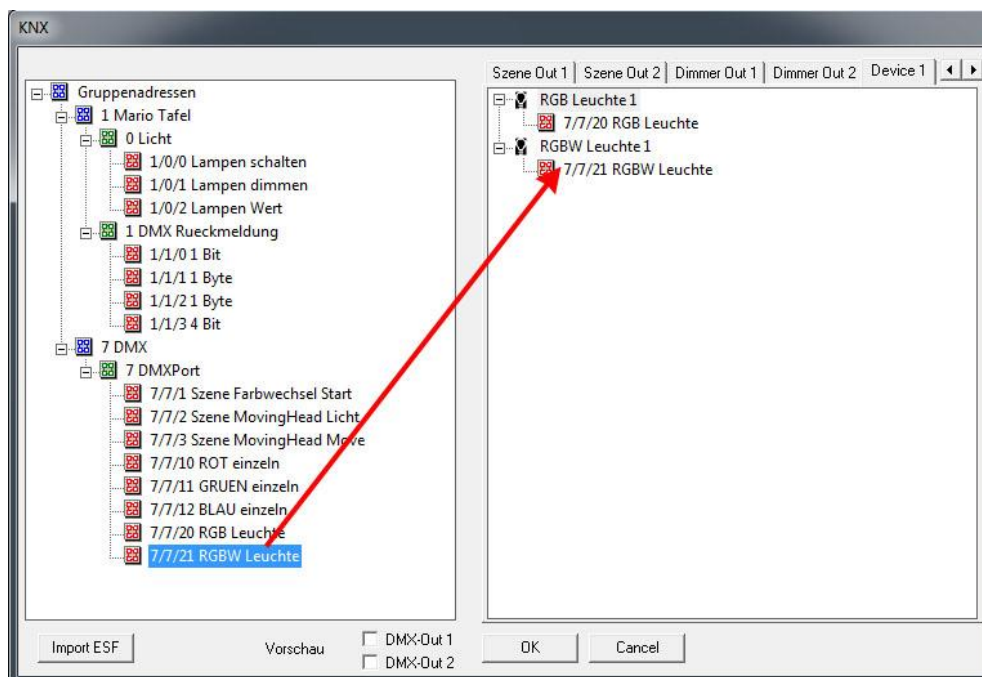 KNX
Gruppenadressen
1 Mario Tafel
0 Licht
1/0/0 Lampen schalten
1/0/1 Lampen dimmen
1/0/2 Lampen Wert
1 DMX Rueckmeldung
1/1/0 1 Bit
1/1/1 1 Byte
1/1/2 1 Byte
1/1/3 4 Bit
7 DMX
7 DMXPort
7/7/1 Szene Farbwechsel Start
7/7/2 Szene MovingHead Licht
7/7/3 Szene MovingHead Move
7/7/10 ROT einzeln
7/7/11 GRUEN einzeln
7/7/12 BLAU einzeln
7/7/20 RGB Leuchte
7/7/21 RGBW Leuchte
Szene Out 1 Szene Out 2 Dimmer Out 1 Dimmer Out 2 Device 1
RGB Leuchte 1
7/7/20 RGB Leuchte
RGBW Leuchte 1
7/7/21 RGBW Leuchte
Import ESF
Vorschau
DMX-Out 1
DMX-Out 2
OK
Cancel